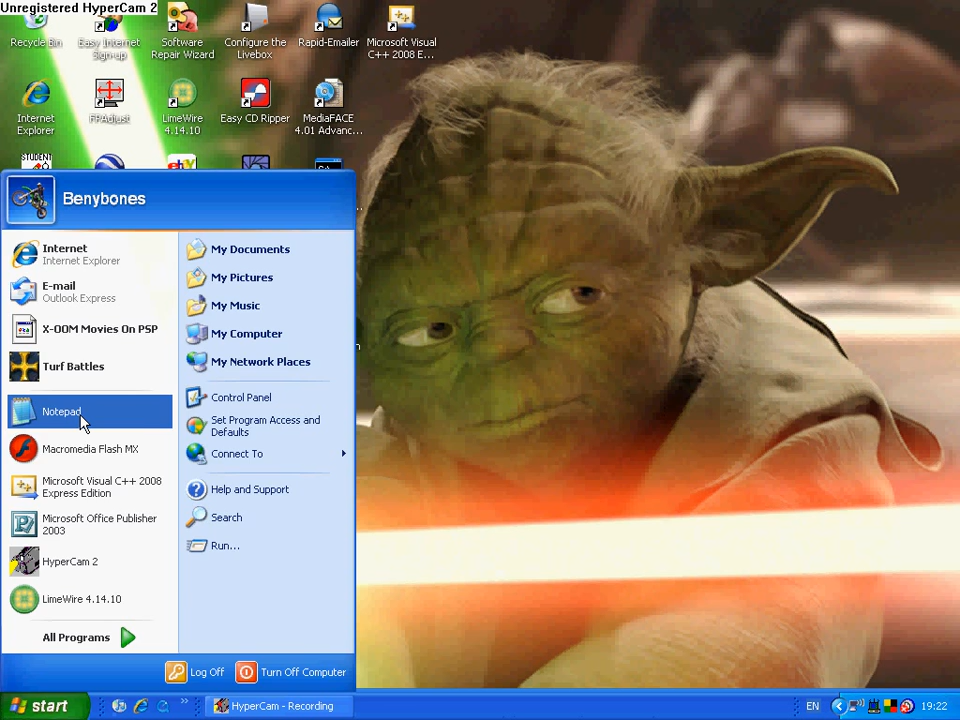 Unregistered HyperCam 2
Recycle Bin
Easy Internet
Sign-up
Software
Repair Wizard
Configure the
Livebox
Rapid-Emailer
Microsoft Visual
C++ 2008 E...
Internet
Explorer
FPAdjust
LimeWire
4.14.10
Easy CD Ripper
MediaFACE
4.01 Advanc...
STUDENT
ebY
Benybones
Internet
Internet Explorer
E-mail
Outlook Express
X-OOM Movies On PSP
Turf Battles
Notepad
Macromedia Flash MX
Microsoft Visual C++ 2008
Express Edition
Microsoft Office Publisher
2003
HyperCam 2
LimeWire 4.14.10
All Programs
My Documents
My Pictures
My Music
My Computer
My Network Places
Control Panel
Set Program Access and
Defaults
Connect To
Help and Support
Search
Run...
Log Off
Turn Off Computer
start
HyperCam - Recording
EN
19:22